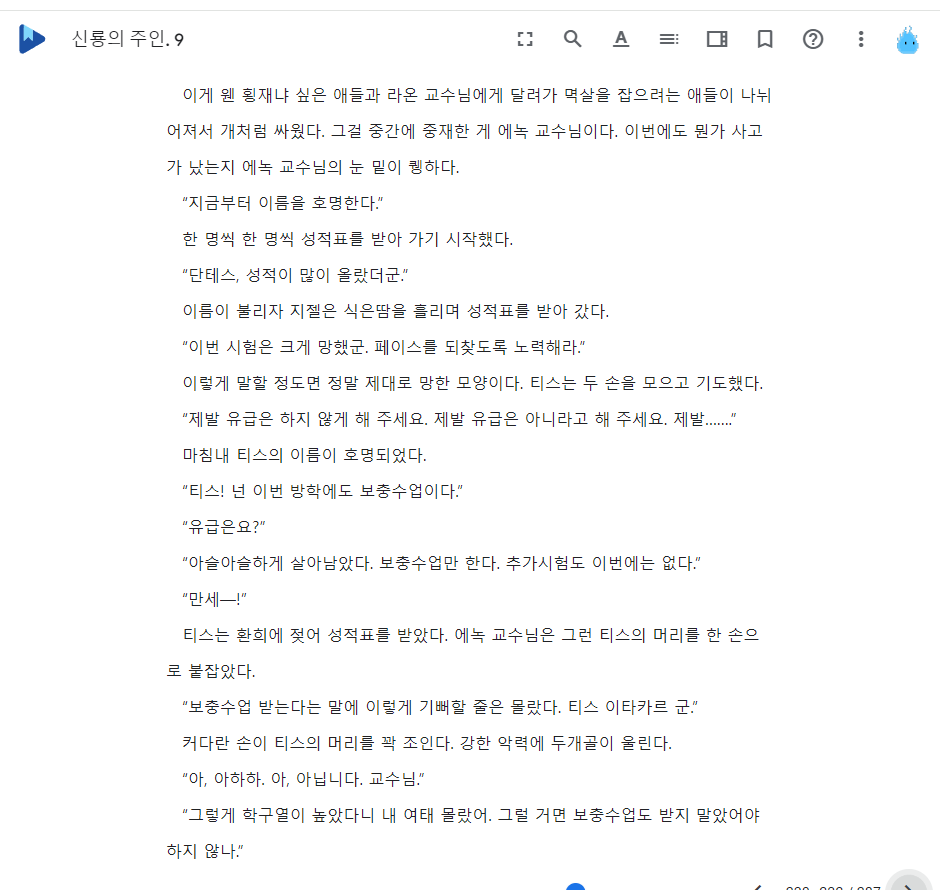 신룡의 주인. 9
이게 웬 횡재냐 싶은 애들과 라온 교수님에게 달려가 멱살을 잡으려는 애들이 나뉘
어져서 개처럼 싸웠다. 그걸 중간에 중재한 게 에녹 교수님이다. 이번에도 뭔가 사고
가 났는지 에녹 교수님의 눈 밑이 퀭하다.
“지금부터 이름을 호명한다.”
한 명씩 한 명씩 성적표를 받아 가기 시작했다.
“단테스, 성적이 많이 올랐더군.”
이름이 불리자 지젤은 식은땀을 흘리며 성적표를 받아 갔다.
“이번 시험은 크게 망했군. 페이스를 되찾도록 노력해라.”
이렇게 말할 정도면 정말 제대로 망한 모양이다. 티스는 두 손을 모으고 기도했다.
“제발 유급은 하지 않게 해 주세요. 제발 유급은 아니라고 해 주세요. 제발…….”
마침내 티스의 이름이 호명되었다.
“티스! 넌 이번 방학에도 보충수업이다.”
“유급은요?”
“아슬아슬하게 살아남았다. 보충수업만 한다. 추가시험도 이번에는 없다.”
“만세—!”
티스는 환희에 젖어 성적표를 받았다. 에녹 교수님은 그런 티스의 머리를 한 손으
로 붙잡았다.
“보충수업 받는다는 말에 이렇게 기뻐할 줄은 몰랐다. 티스 이타카르 군.”
커다란 손이 티스의 머리를 꽉 조인다. 강한 악력에 두개골이 울린다.
“아, 아하하. 아, 아닙니다. 교수님.”
“그렇게 학구열이 높았다니 내 여태 몰랐어. 그럴 거면 보충수업도 받지 말았어야
하지 않나.”